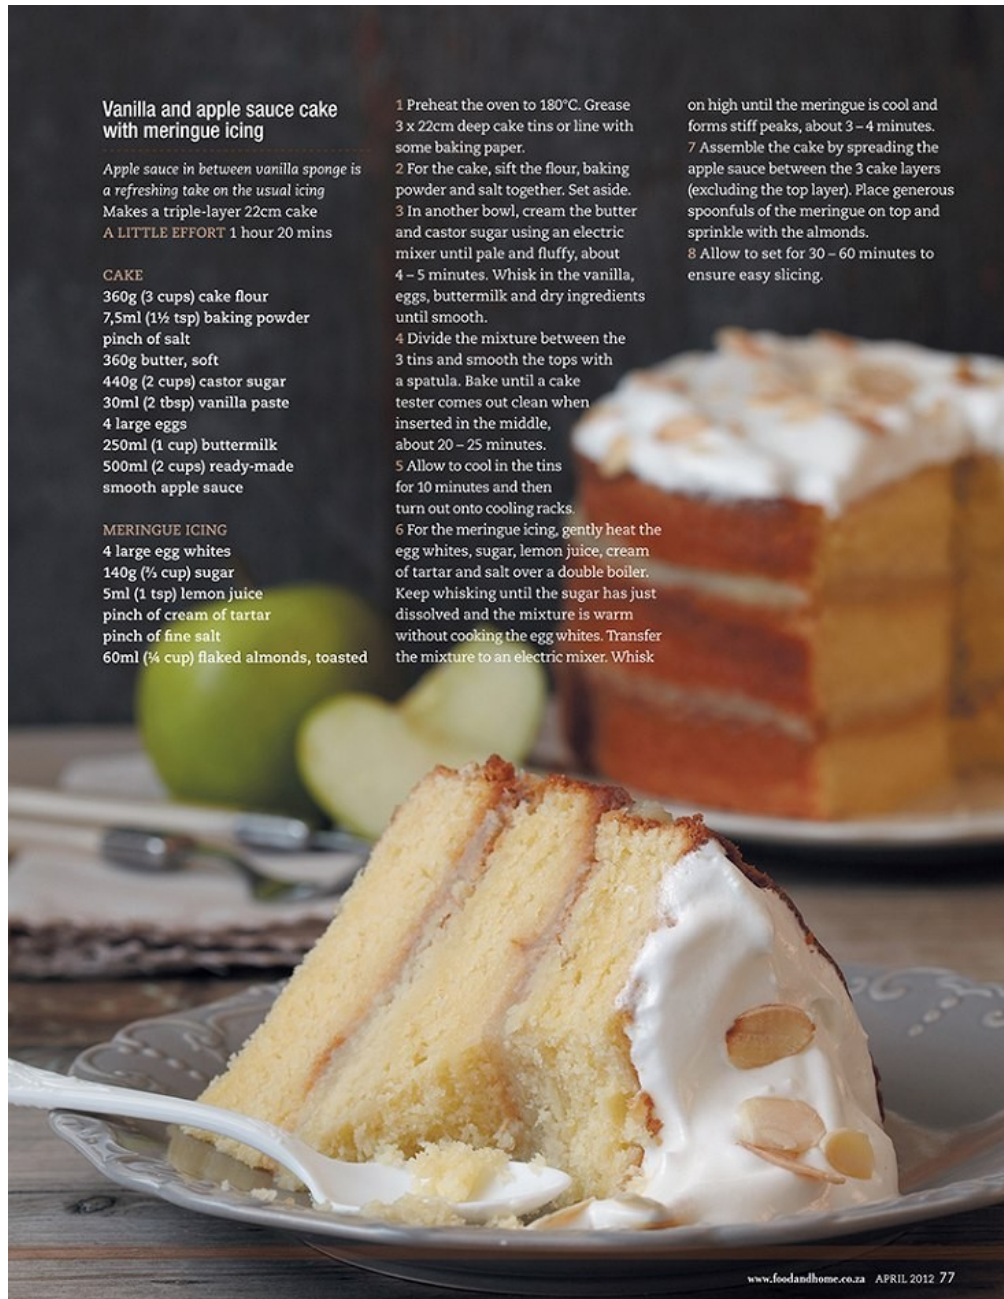 Vanilla and apple sauce cake
with meringue icing
Apple sauce in between vanilla sponge is
a refreshing take on the usual icing
Makes a triple-layer 22cm cake
A LITTLE EFFORT 1 hour 20 mins
CAKE
360g (3 cups) cake flour
7,5ml (1½ tsp) baking powder
pinch of salt
360g butter, soft
440g (2 cups) castor sugar
30ml (2 tbsp) vanilla paste
4 large eggs
250ml (1 cup) buttermilk
500ml (2 cups) ready-made
smooth apple sauce
MERINGUE ICING
4 large egg whites
140g (⅔ cup) sugar
5ml (1 tsp) lemon juice
pinch of cream of tartar
pinch of fine salt
60ml (¼ cup) flaked almonds, toasted
1 Preheat the oven to 180°C. Grease
3 x 22cm deep cake tins or line with
some baking paper.
2 For the cake, sift the flour, baking
powder and salt together. Set aside.
3 In another bowl, cream the butter
and castor sugar using an electric
mixer until pale and fluffy, about
4 – 5 minutes. Whisk in the vanilla,
eggs, buttermilk and dry ingredients
until smooth.
4 Divide the mixture between the
3 tins and smooth the tops with
a spatula. Bake until a cake
tester comes out clean when
inserted in the middle,
about 20 – 25 minutes.
5 Allow to cool in the tins
for 10 minutes and then
turn out onto cooling racks.
6 For the meringue icing, gently heat the
egg whites, sugar, lemon juice, cream
of tartar and salt over a double boiler.
Keep whisking until the sugar has just
dissolved and the mixture is warm
without cooking the egg whites. Transfer
the mixture to an electric mixer. Whisk
on high until the meringue is cool and
forms stiff peaks, about 3 – 4 minutes.
7 Assemble the cake by spreading the
apple sauce between the 3 cake layers
(excluding the top layer). Place generous
spoonfuls of the meringue on top and
sprinkle with the almonds.
8 Allow to set for 30 – 60 minutes to
ensure easy slicing.
www.foodandhome.co.za APRIL 2012 77